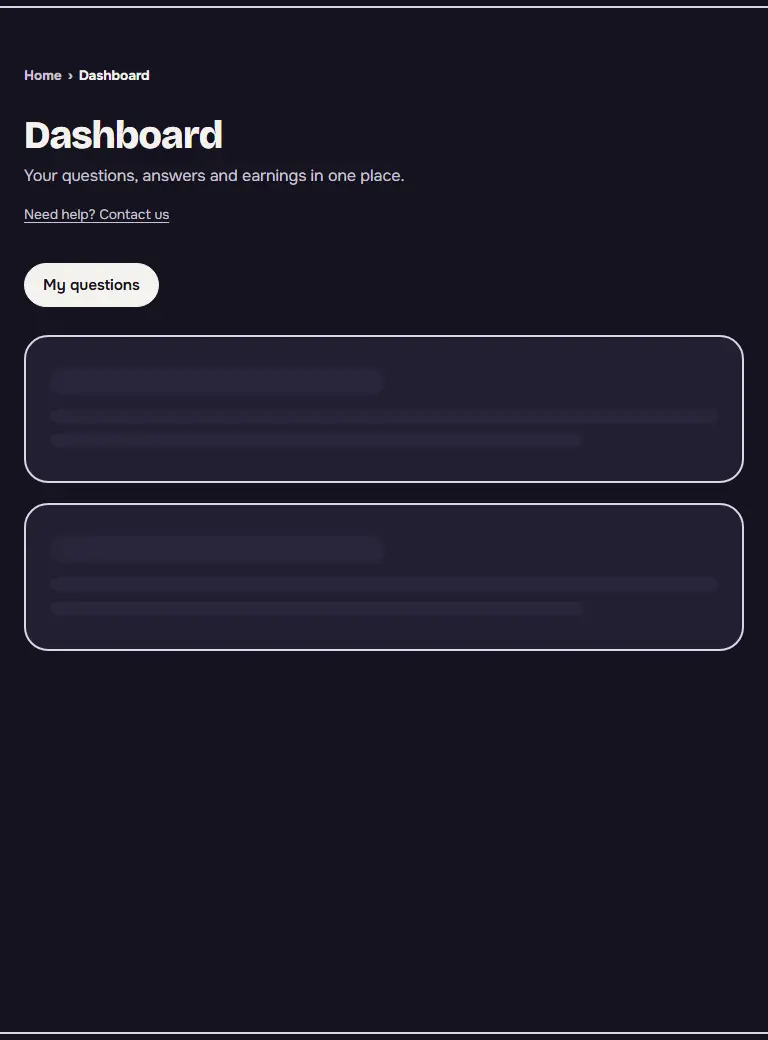 Home › Dashboard
Dashboard
Your questions, answers and earnings in one place.
Need help? Contact us
My questions